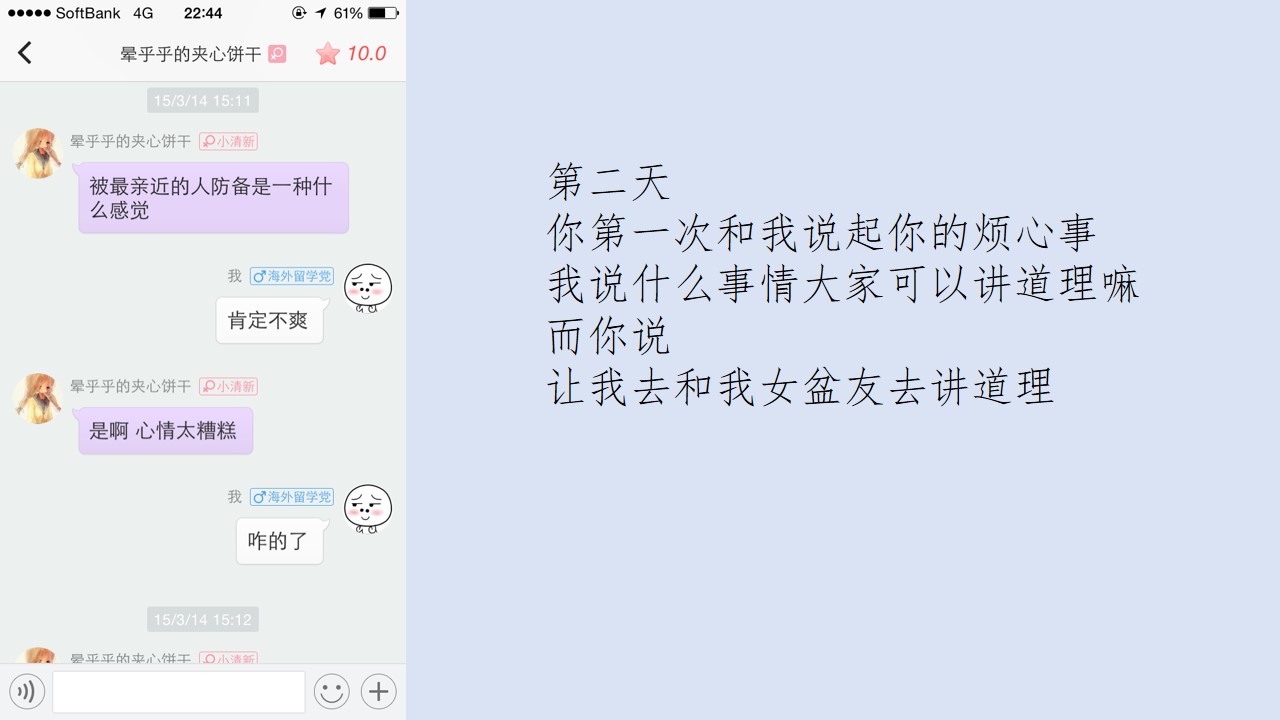 SoftBank 4G 22:44 61%
晕乎乎的夹心饼干 10.0
15/3/14 15:11
晕乎乎的夹心饼干 小清新
被最亲近的人防备是一种什
么感觉
我 海外留学党
肯定不爽
晕乎乎的夹心饼干 小清新
是啊 心情太糟糕
我 海外留学党
咋的了
15/3/14 15:12
晕乎乎的夹心饼干 小清新
第二天
你第一次和我说起你的烦心事
我说什么事情大家可以讲道理嘛
而你说
让我去和我女盆友去讲道理